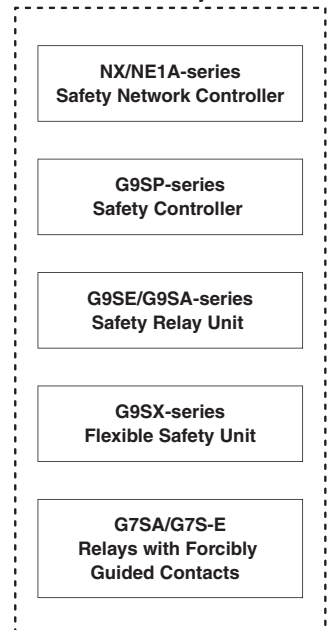 NX/NE1A-series
Safety Network Controller
G9SP-series
Safety Controller
G9SE/G9SA-series
Safety Relay Unit
G9SX-series
Flexible Safety Unit
G7SA/G7S-E
Relays with Forcibly
Guided Contacts